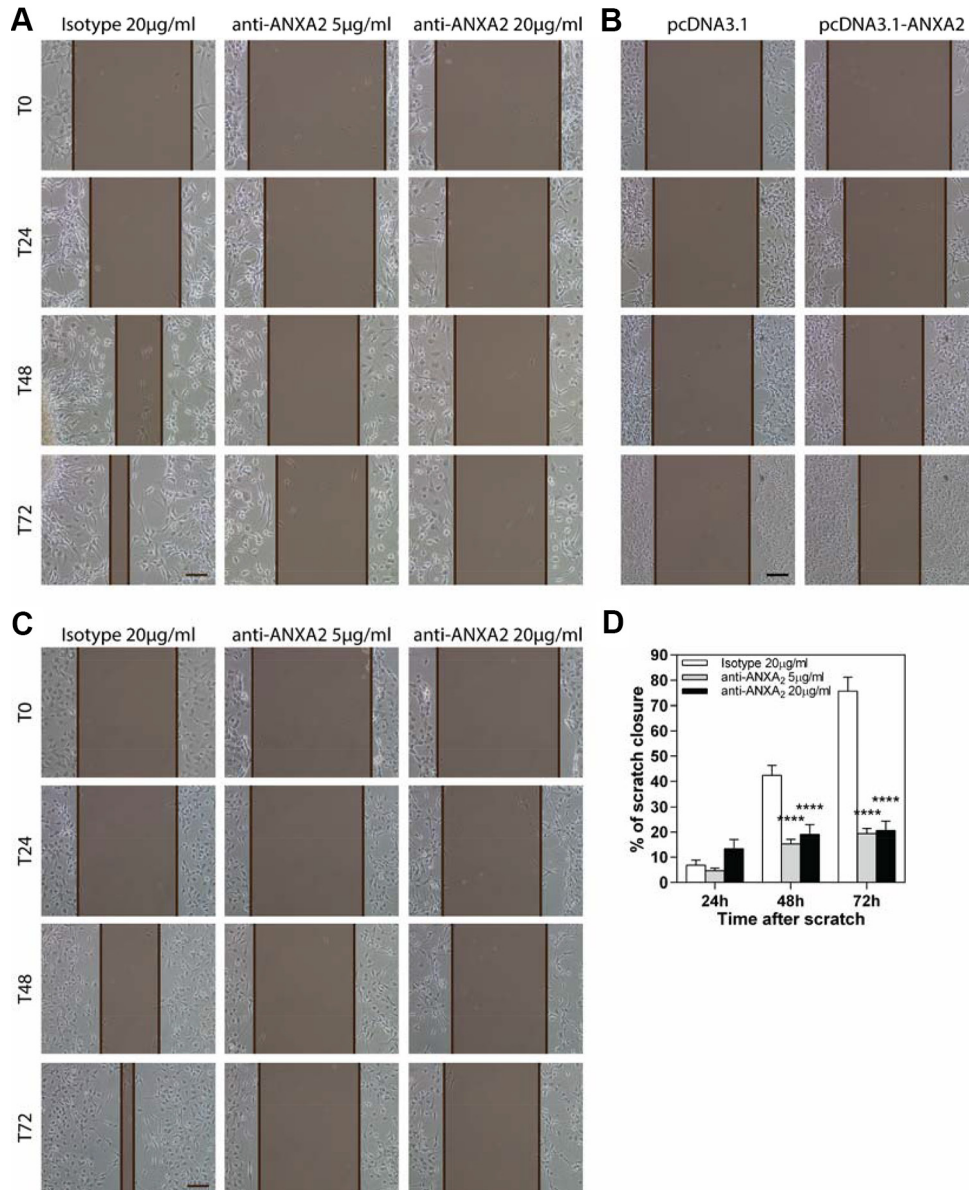 A
Isotype 20μg/ml anti-ANXA2 5μg/ml anti-ANXA2 20μg/ml
T0
T24
T48
T72
B
pcDNA3.1 pcDNA3.1-ANXA2
C
Isotype 20μg/ml anti-ANXA2 5μg/ml anti-ANXA2 20μg/ml
T0
T24
T48
T72
D
% of scratch closure
90
80
70
60
50
40
30
20
10
0
Isotype 20μg/ml
anti-ANXA₂ 5μg/ml
anti-ANXA₂ 20μg/ml
**** ****
**** ****
24h 48h 72h
Time after scratch